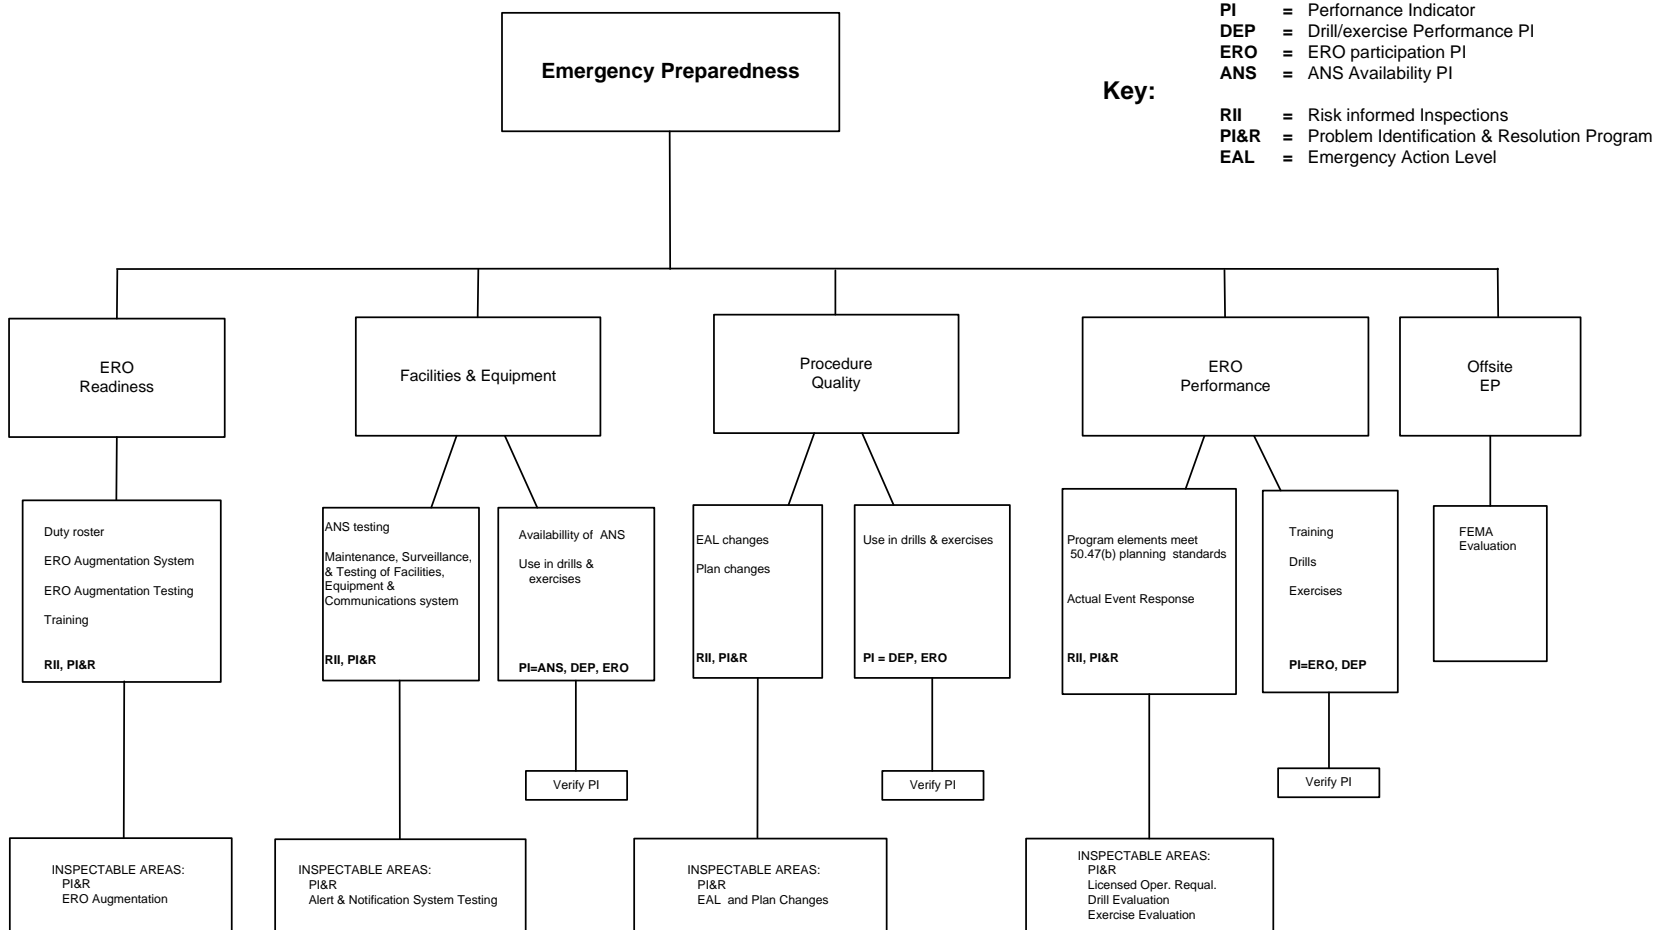 PI = Perfornance Indicator
DEP = Drill/exercise Performance PI
ERO = ERO participation PI
ANS = ANS Availability PI
Key:
RII = Risk informed Inspections
PI&R = Problem Identification & Resolution Program
EAL = Emergency Action Level
Emergency Preparedness
ERO
Readiness
Facilities & Equipment
Procedure
Quality
ERO
Performance
Offsite
EP
Duty roster
ERO Augmentation System
ERO Augmentation Testing
Training
RII, PI&R
ANS testing
Maintenance, Surveillance,
& Testing of Facilities,
Equipment &
Communications system
RII, PI&R
Availabillity of ANS
Use in drills &
exercises
PI=ANS, DEP, ERO
EAL changes
Plan changes
RII, PI&R
Use in drills & exercises
PI = DEP, ERO
Program elements meet
50.47(b) planning standards
Actual Event Response
RII, PI&R
Training
Drills
Exercises
PI=ERO, DEP
FEMA
Evaluation
Verify PI
Verify PI
Verify PI
INSPECTABLE AREAS:
PI&R
ERO Augmentation
INSPECTABLE AREAS:
PI&R
Alert & Notification System Testing
INSPECTABLE AREAS:
PI&R
EAL and Plan Changes
INSPECTABLE AREAS:
PI&R
Licensed Oper. Requal.
Drill Evaluation
Exercise Evaluation